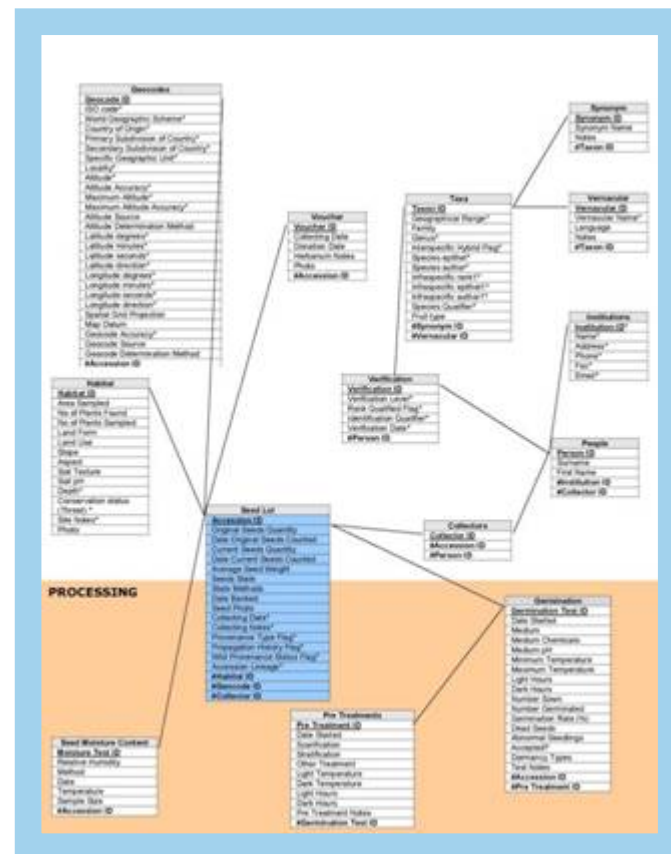 Geocodes
Geocode ID
ISO code*
World Geographic Scheme*
Country of Origin*
Primary Subdivision of Country*
Secondary Subdivision of Country*
Specific Geographic Unit*
Locality*
Altitude*
Altitude Accuracy*
Maximum Altitude*
Maximum Altitude Accuracy*
Altitude Source
Altitude Determination Method
Latitude degrees*
Latitude minutes*
Latitude seconds*
Latitude direction*
Longitude degrees*
Longitude minutes*
Longitude seconds*
Longitude direction*
Spatial Grid Projection
Map Datum
Geocode Accuracy*
Geocode Source
Geocode Determination Method
#Accession ID
Voucher
Voucher ID
Collecting Date
Donation Date
Herbarium Notes
Photo
#Accession ID
Taxa
Taxon ID
Geographical Range*
Family
Genus*
Interspecific Hybrid Flag*
Species epithet*
Species author*
Infraspecific rank1*
Infraspecific epithet1*
Infraspecific author1*
Species Qualifier*
Fruit type
#Synonym ID
#Vernacular ID
Synonym
Synonym ID
Synonym Name
Notes
#Taxon ID
Vernacular
Vernacular ID
Vernacular Name*
Language
Notes
#Taxon ID
Institutions
Institution ID*
Name*
Address*
Phone*
Fax*
Email*
Habitat
Habitat ID
Area Sampled
No of Plants Found
No of Plants Sampled
Land Form
Land Use
Slope
Aspect
Soil Texture
Soil pH
Depth*
Conservation status
(Threat) *
Site Notes*
Photo
Verification
Verification ID
Verification Level*
Rank Qualified Flag*
Identification Qualifier*
Verification Date*
#Person ID
People
Person ID
Surname
First Name
#Institution ID
#Collector ID
Collectors
Collector ID
#Accession ID
#Person ID
Seed Lot
Accession ID
Original Seeds Quantity
Date Original Seeds Counted
Current Seeds Quantity
Date Current Seeds Counted
Average Seed Weight
Seeds State
State Methods
Date Banked
Seed Photo
Collecting Date*
Collecting Notes*
Provenance Type Flag*
Propagation History Flag*
Wild Provenance Status Flag*
Accession Lineage*
#Habitat ID
#Geocode ID
#Collector ID
PROCESSING
Germination
Germination Test ID
Date Started
Medium
Medium Chemicals
Medium pH
Minimum Temperature
Maximum Temperature
Light Hours
Dark Hours
Number Sown
Number Germinated
Germination Rate (%)
Dead Seeds
Abnormal Seedlings
Accepted*
Dormancy Types
Test Notes
#Accession ID
#Pre Treatment ID
Pre Treatments
Pre Treatment ID
Date Started
Scarification
Stratification
Other Treatment
Light Temperature
Dark Temperature
Light Hours
Dark Hours
Pre Treatment Notes
#Germination Test ID
Seed Moisture Content
Moisture Test ID
Relative Humidity
Method
Date
Temperature
Sample Size
#Accession ID